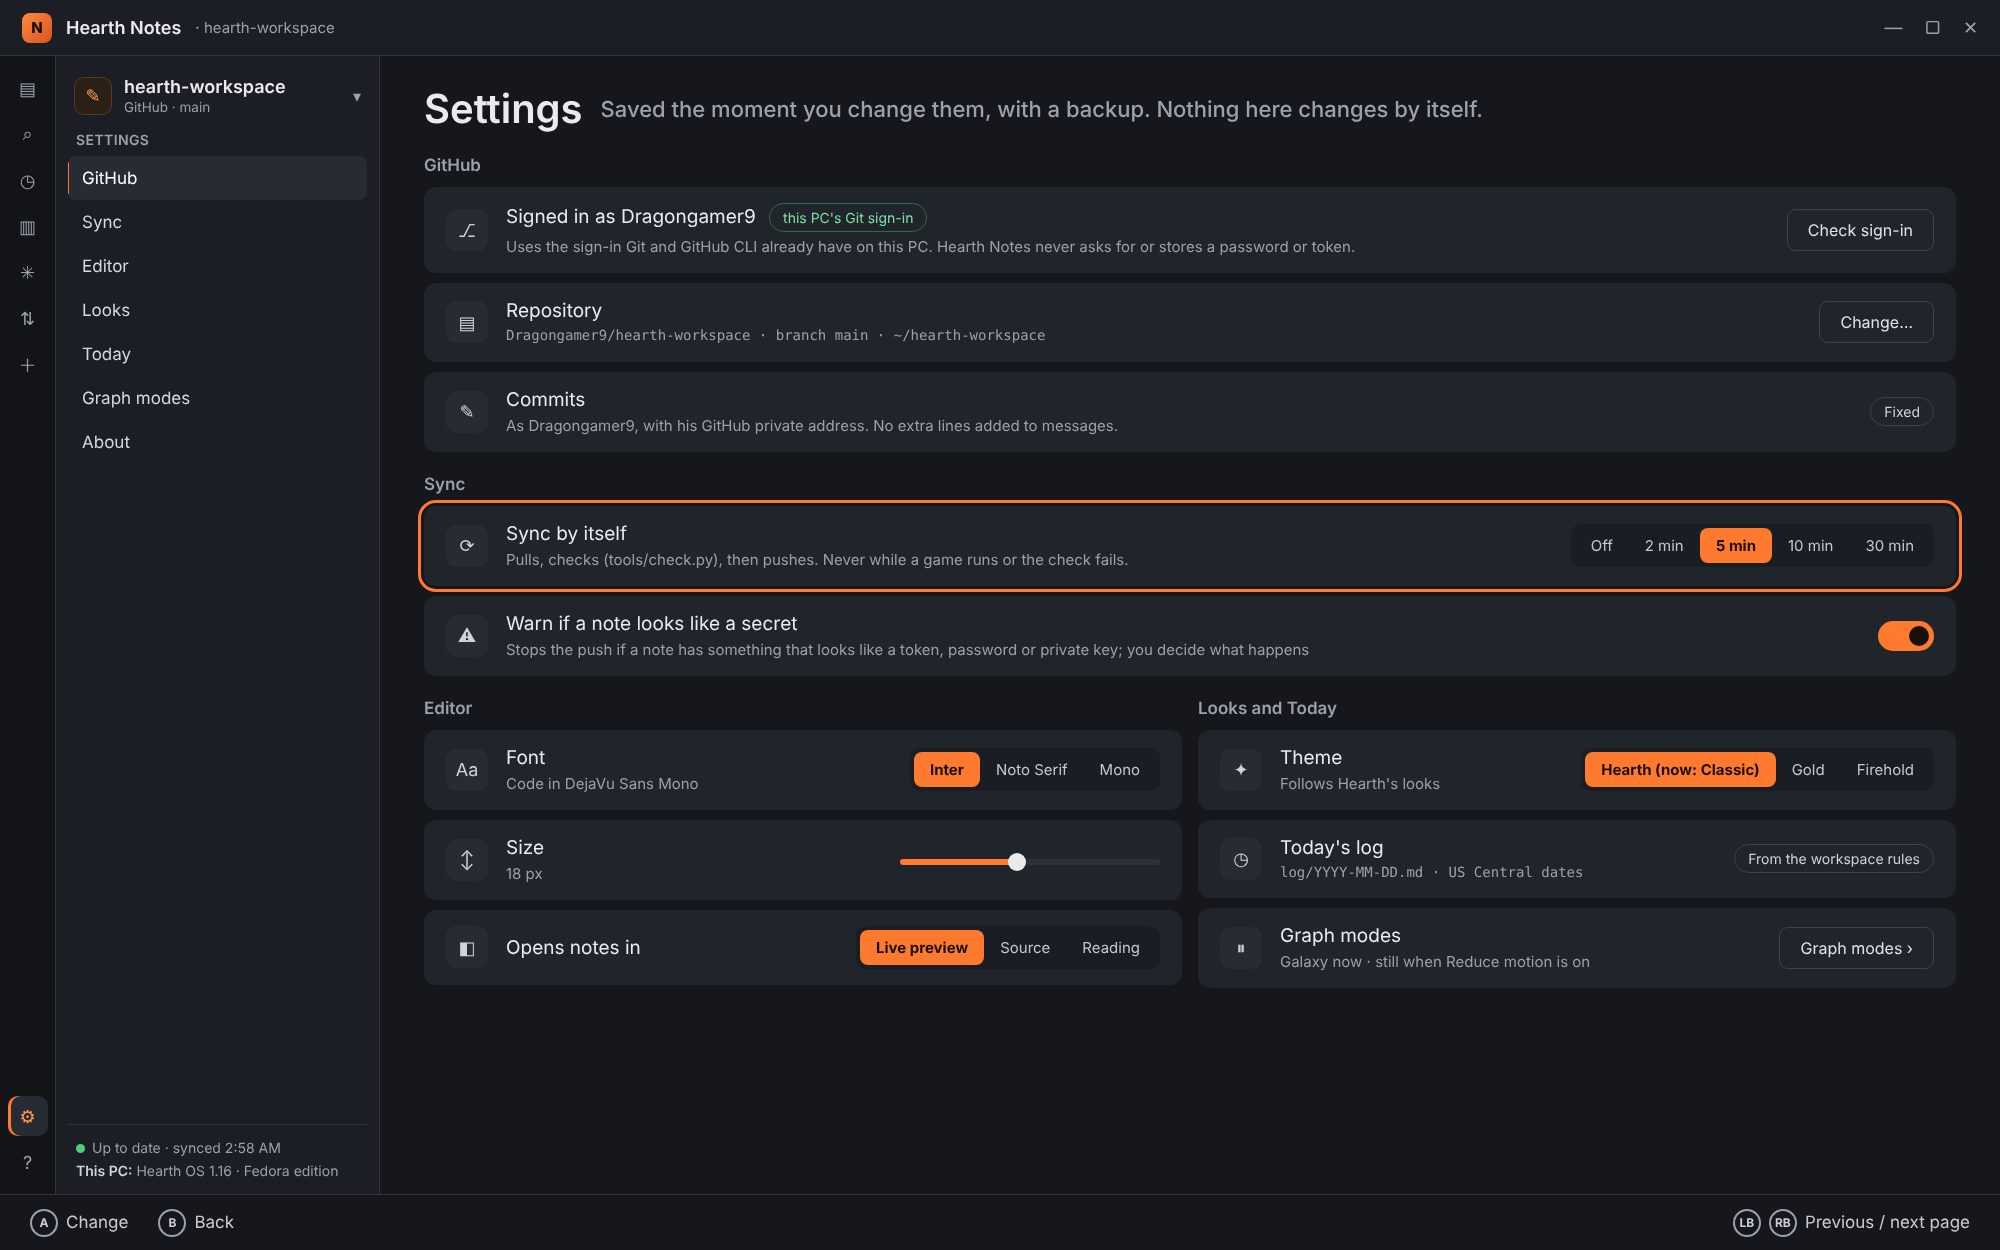 N Hearth Notes · hearth-workspace
hearth-workspace
GitHub · main
SETTINGS
GitHub
Sync
Editor
Looks
Today
Graph modes
About
Up to date · synced 2:58 AM
This PC: Hearth OS 1.16 · Fedora edition
?
Settings Saved the moment you change them, with a backup. Nothing here changes by itself.
GitHub
Signed in as Dragongamer9 this PC's Git sign-in
Uses the sign-in Git and GitHub CLI already have on this PC. Hearth Notes never asks for or stores a password or token.
Check sign-in
Repository
Dragongamer9/hearth-workspace · branch main · ~/hearth-workspace
Change...
Commits
As Dragongamer9, with his GitHub private address. No extra lines added to messages.
Fixed
Sync
Sync by itself
Pulls, checks (tools/check.py), then pushes. Never while a game runs or the check fails.
Off 2 min 5 min 10 min 30 min
Warn if a note looks like a secret
Stops the push if a note has something that looks like a token, password or private key; you decide what happens
Editor
Aa Font
Code in DejaVu Sans Mono
Inter Noto Serif Mono
Size
18 px
Opens notes in
Live preview Source Reading
Looks and Today
Theme
Follows Hearth's looks
Hearth (now: Classic) Gold Firehold
Today's log
log/YYYY-MM-DD.md · US Central dates
From the workspace rules
Graph modes
Galaxy now · still when Reduce motion is on
Graph modes ›
A Change B Back
LB RB Previous / next page